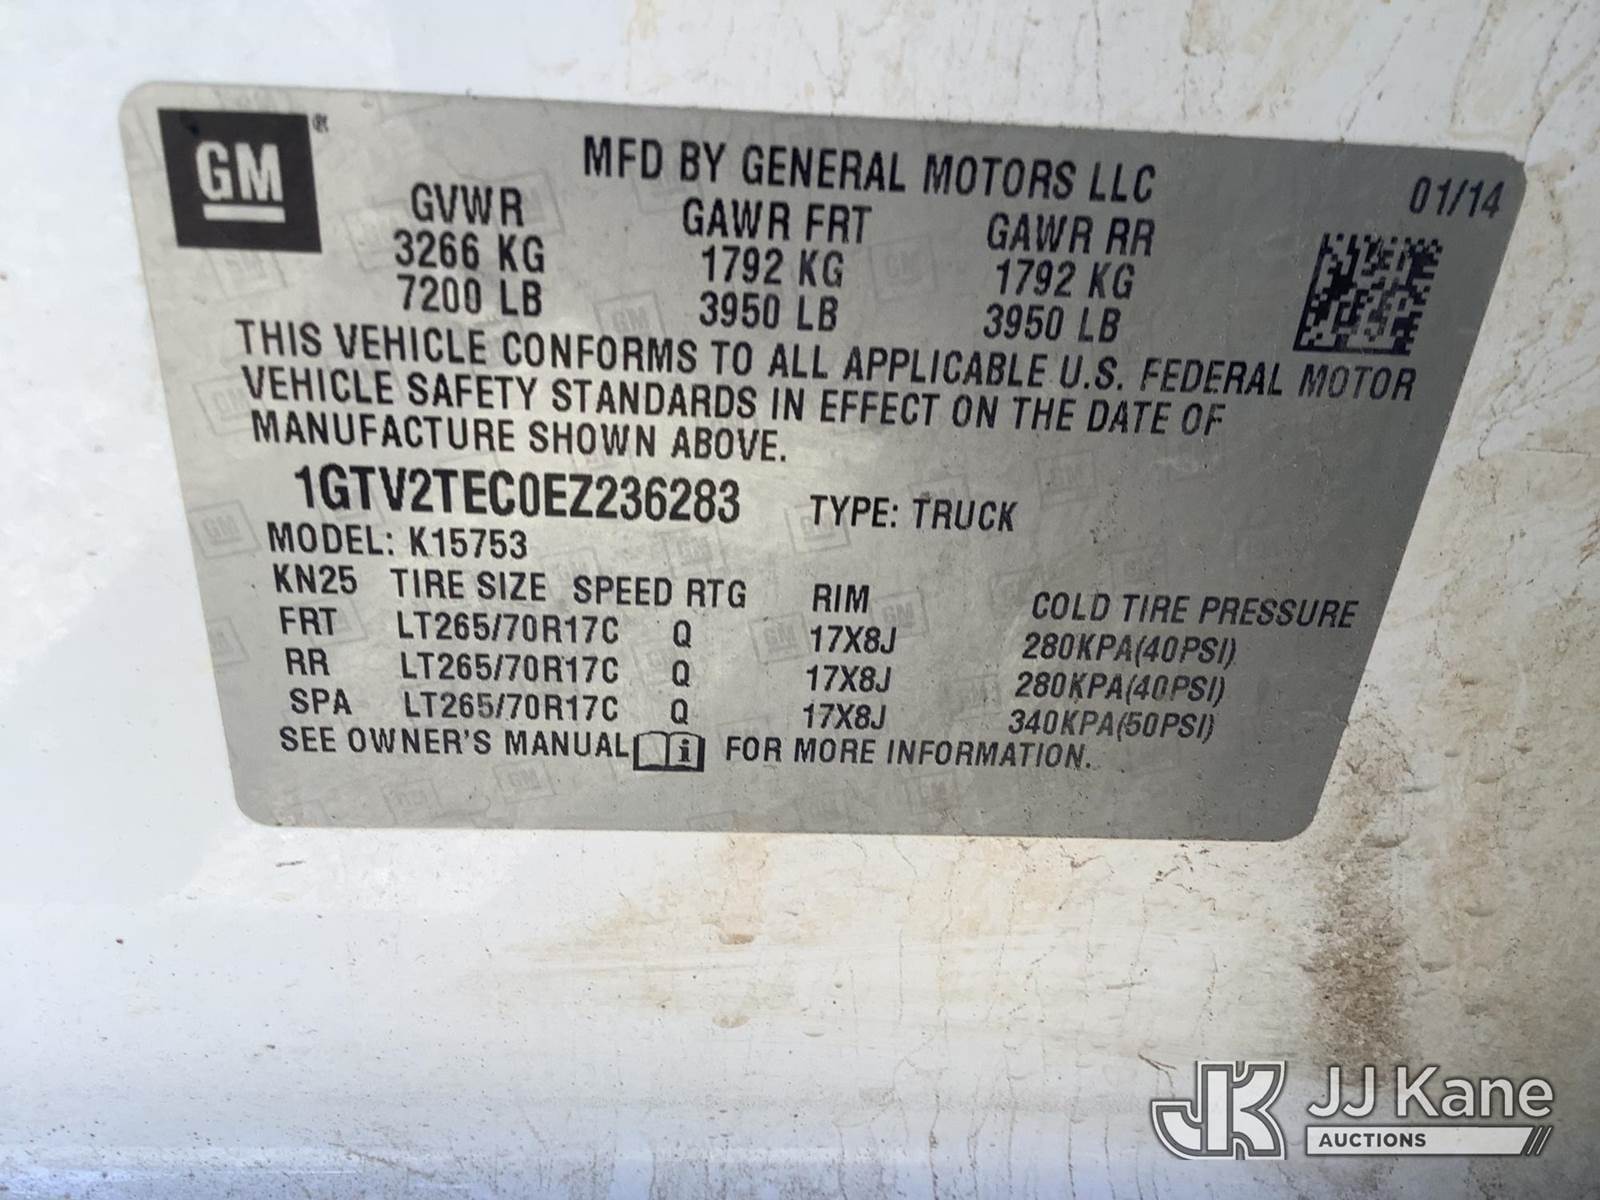 GM ®
MFD BY GENERAL MOTORS LLC 01/14
GVWR GAWR FRT GAWR RR
3266 KG 1792 KG 1792 KG
7200 LB 3950 LB 3950 LB
THIS VEHICLE CONFORMS TO ALL APPLICABLE U.S. FEDERAL MOTOR
VEHICLE SAFETY STANDARDS IN EFFECT ON THE DATE OF
MANUFACTURE SHOWN ABOVE.
1GTV2TEC0EZ236283 TYPE: TRUCK
MODEL: K15753
KN25 TIRE SIZE SPEED RTG RIM COLD TIRE PRESSURE
FRT LT265/70R17C Q 17X8J 280KPA(40PSI)
RR LT265/70R17C Q 17X8J 280KPA(40PSI)
SPA LT265/70R17C Q 17X8J 340KPA(50PSI)
SEE OWNER'S MANUAL i FOR MORE INFORMATION.
JK JJ Kane
AUCTIONS